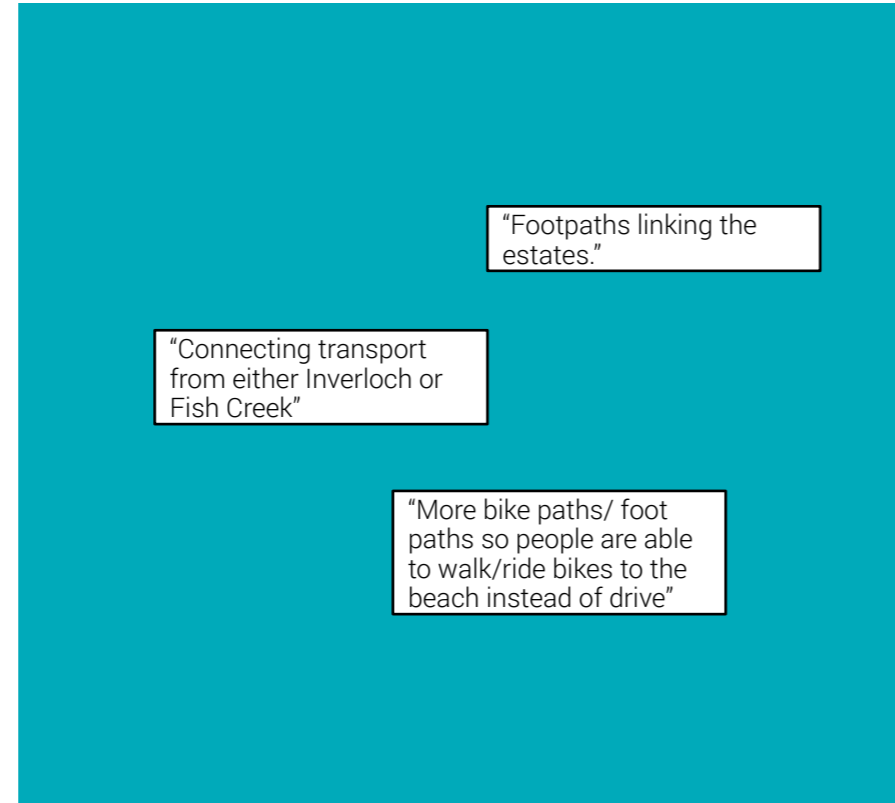 “Footpaths linking the
estates.”
“Connecting transport
from either Inverloch or
Fish Creek”
“More bike paths/ foot
paths so people are able
to walk/ride bikes to the
beach instead of drive”